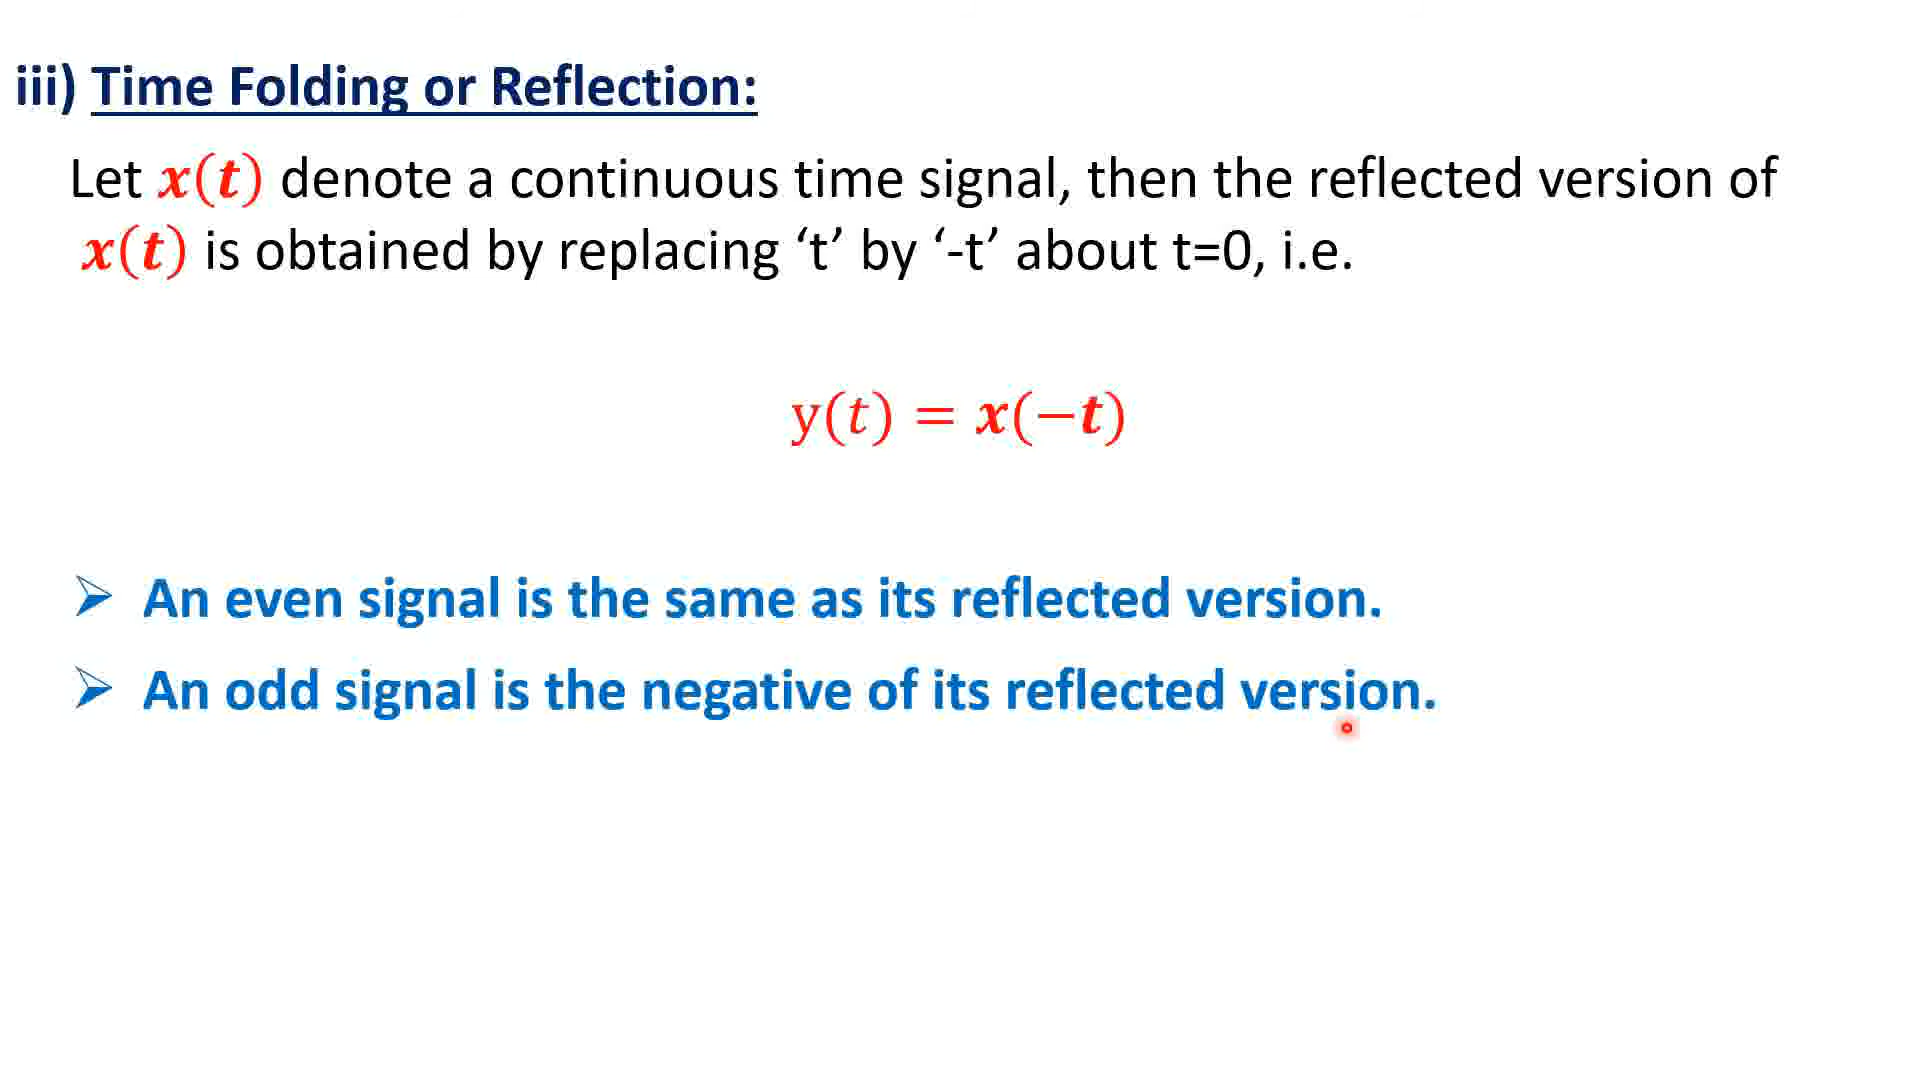 iii) Time Folding or Reflection:
Let x(t) denote a continuous time signal, then the reflected version of
x(t) is obtained by replacing ‘t’ by ‘-t’ about t=0, i.e.
y(t) = x(−t)
➢ An even signal is the same as its reflected version.
➢ An odd signal is the negative of its reflected version.